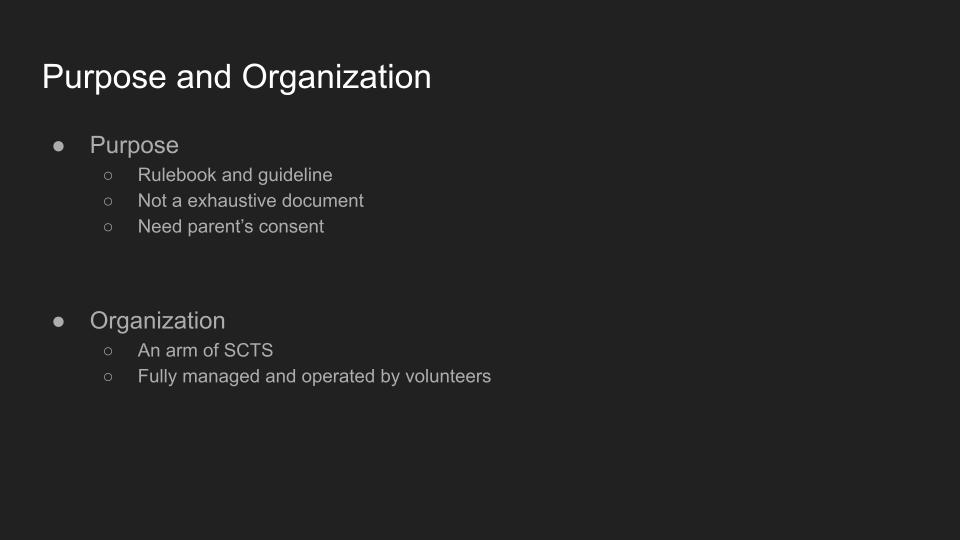 Purpose and Organization
● Purpose
○ Rulebook and guideline
○ Not a exhaustive document
○ Need parent’s consent
● Organization
○ An arm of SCTS
○ Fully managed and operated by volunteers